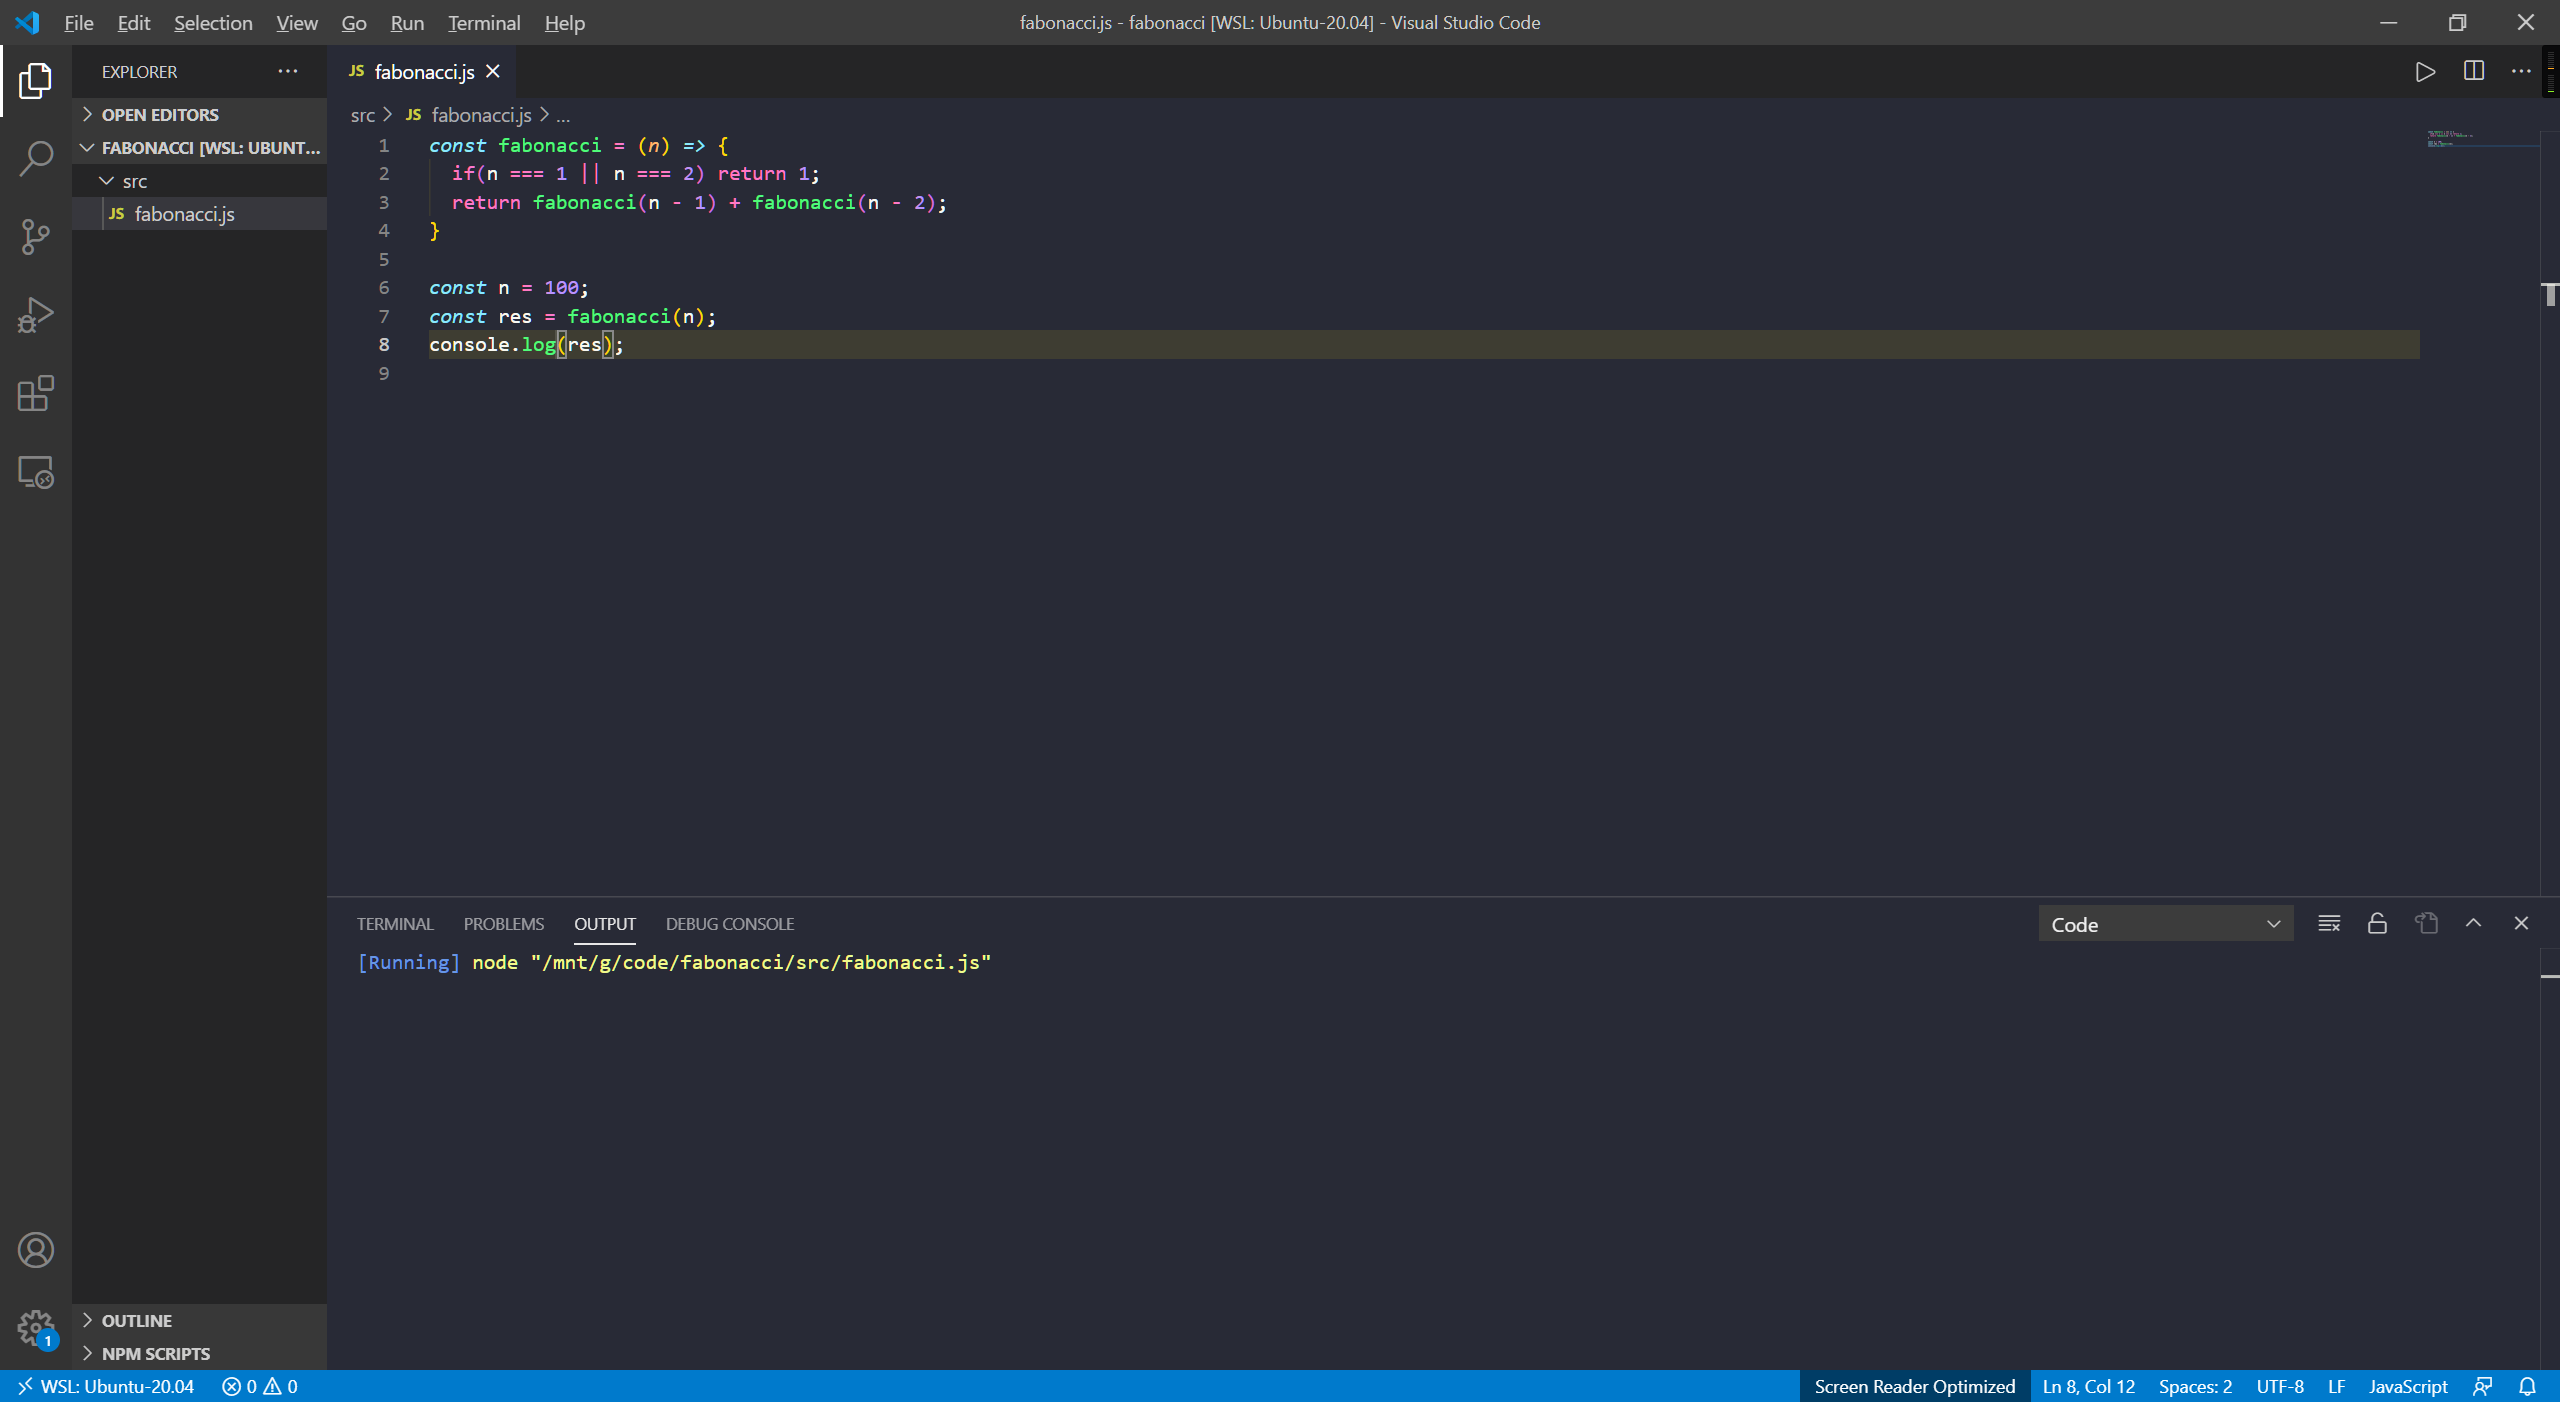 File Edit Selection View Go Run Terminal Help
fabonacci.js - fabonacci [WSL: Ubuntu-20.04] - Visual Studio Code
EXPLORER
OPEN EDITORS
FABONACCI [WSL: UBUNT...
src
JS fabonacci.js
OUTLINE
NPM SCRIPTS
JS fabonacci.js
src > JS fabonacci.js > ...
1 const fabonacci = (n) => {
2   if(n === 1 || n === 2) return 1;
3   return fabonacci(n - 1) + fabonacci(n - 2);
4 }
5
6 const n = 100;
7 const res = fabonacci(n);
8 console.log(res);
9
TERMINAL PROBLEMS OUTPUT DEBUG CONSOLE
Code
[Running] node "/mnt/g/code/fabonacci/src/fabonacci.js"
1
WSL: Ubuntu-20.04 0 0 Screen Reader Optimized Ln 8, Col 12 Spaces: 2 UTF-8 LF JavaScript